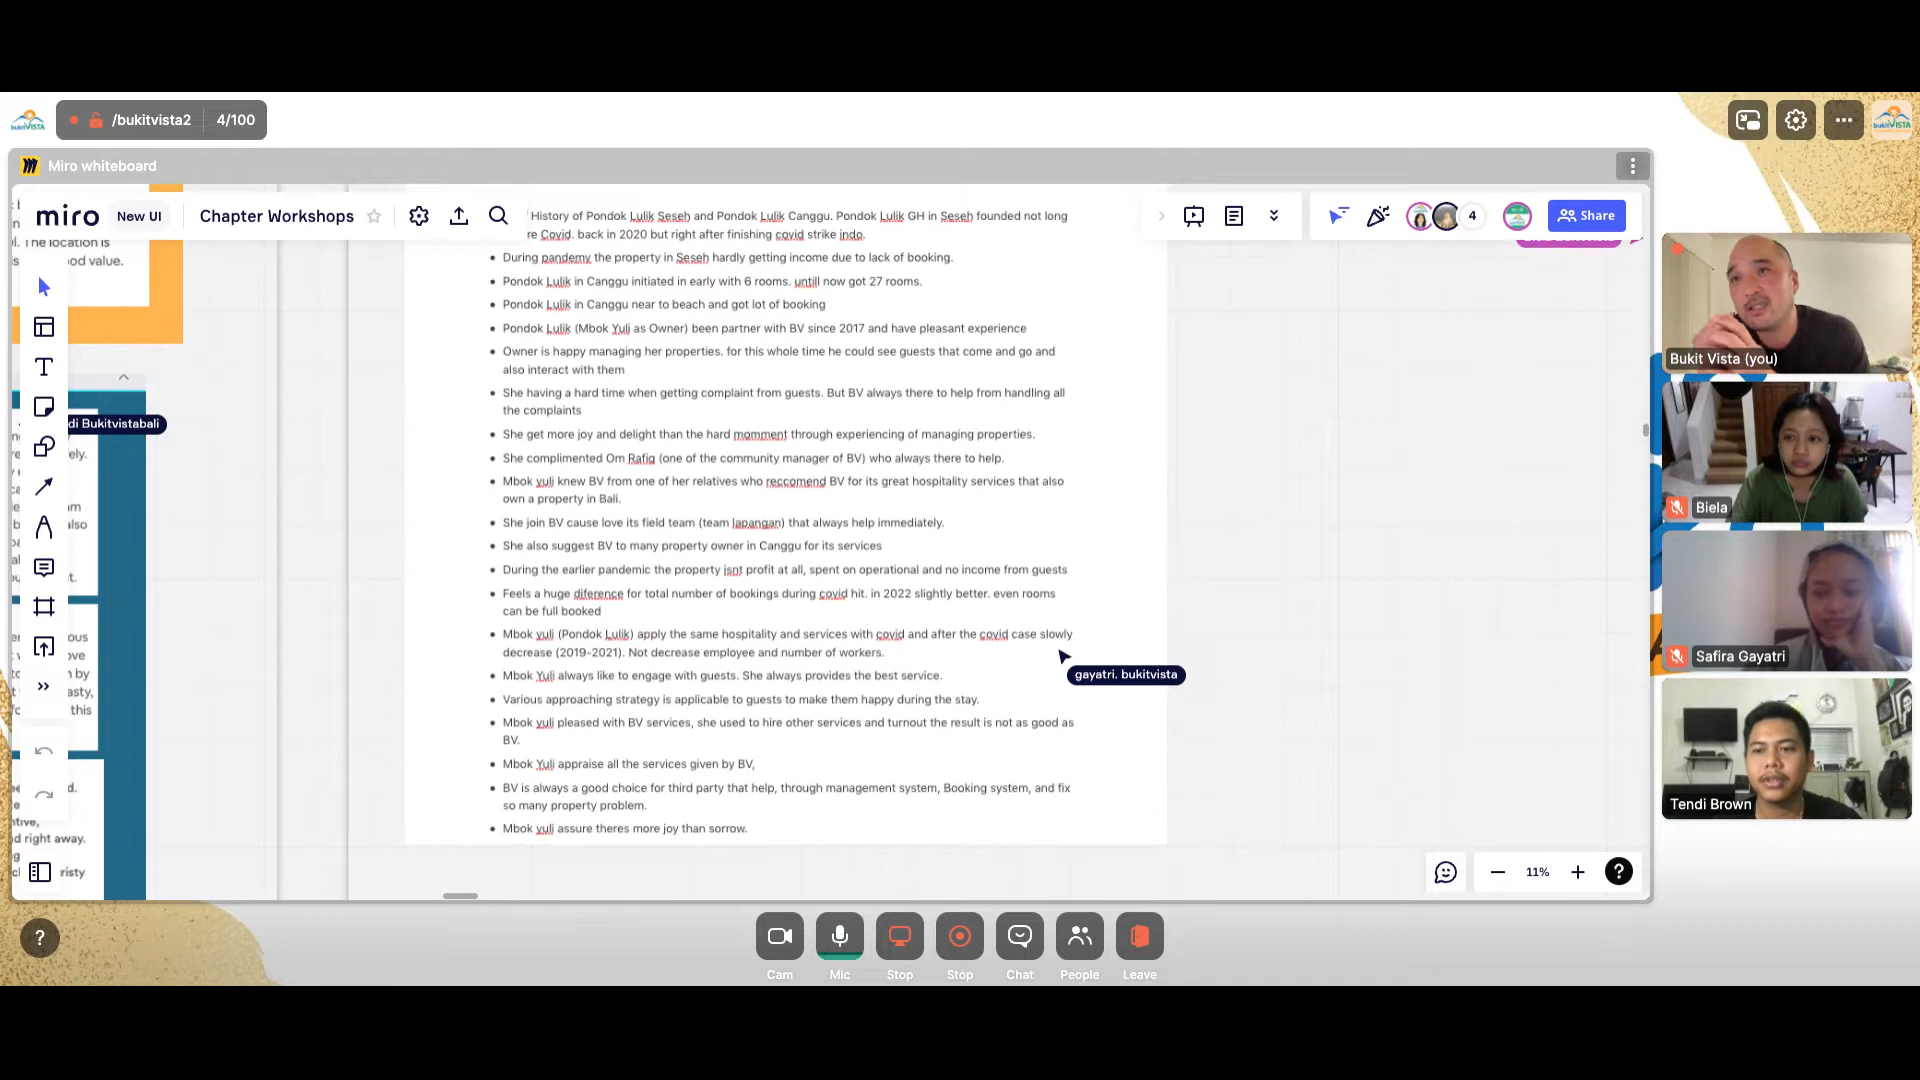 /bukitvista2 4/100
Miro whiteboard
miro New UI Chapter Workshops
4 Share
The location is
good value.
di Bukitvistabali
ely.
also
this
and right away.
History of Pondok Lulik Seseh and Pondok Lulik Canggu. Pondok Lulik GH in Seseh founded not long
re Covid. back in 2020 but right after finishing covid strike indo.
• During pandemy the property in Seseh hardly getting income due to lack of booking.
• Pondok Lulik in Canggu initiated in early with 6 rooms. untill now got 27 rooms.
• Pondok Lulik in Canggu near to beach and got lot of booking
• Pondok Lulik (Mbok Yuli as Owner) been partner with BV since 2017 and have pleasant experience
• Owner is happy managing her properties. for this whole time he could see guests that come and go and
also interact with them
• She having a hard time when getting complaint from guests. But BV always there to help from handling all
the complaints
• She get more joy and delight than the hard momment through experiencing of managing properties.
• She complimented Om Rafiq (one of the community manager of BV) who always there to help.
• Mbok yuli knew BV from one of her relatives who reccomend BV for its great hospitality services that also
own a property in Bali.
• She join BV cause love its field team (team lapangan) that always help immediately.
• She also suggest BV to many property owner in Canggu for its services
• During the earlier pandemic the property isnt profit at all, spent on operational and no income from guests
• Feels a huge diference for total number of bookings during covid hit. in 2022 slightly better. even rooms
can be full booked
• Mbok yuli (Pondok Lulik) apply the same hospitality and services with covid and after the covid case slowly
decrease (2019-2021). Not decrease employee and number of workers.
• Mbok Yuli always like to engage with guests. She always provides the best service.
• Various approaching strategy is applicable to guests to make them happy during the stay.
• Mbok yuli pleased with BV services, she used to hire other services and turnout the result is not as good as
BV.
• Mbok Yuli appraise all the services given by BV,
• BV is always a good choice for third party that help, through management system, Booking system, and fix
so many property problem.
• Mbok yuli assure theres more joy than sorrow.
gayatri. bukitvista
11%
Bukit Vista (you)
Biela
Safira Gayatri
Tendi Brown
Cam Mic Stop Stop Chat People Leave